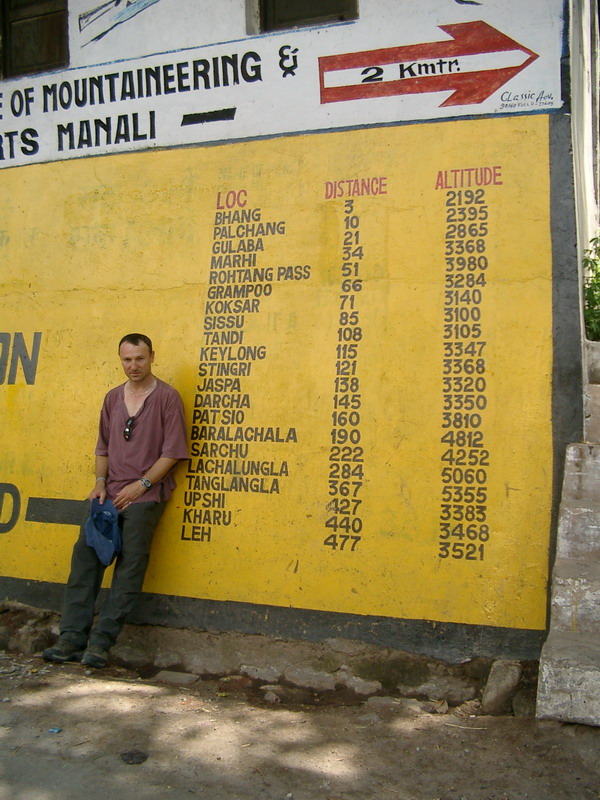 E OF MOUNTAINEERING &
2 Kmtr.
RTS MANALI
LOC DISTANCE ALTITUDE
BHANG 3 2192
PALCHANG 10 2395
GULABA 21 2865
MARHI 34 3368
ROHTANG PASS 51 3980
GRAMPOO 66 3284
KOKSAR 71 3140
SISSU 85 3100
TANDI 108 3105
KEYLONG 115 3347
STINGRI 121 3368
JASPA 138 3320
DARCHA 145 3350
PATSIO 160 3810
BARALACHALA 190 4812
SARCHU 222 4252
LACHALUNGLA 284 5060
TANGLANGLA 367 5355
UPSHI 427 3383
KHARU 440 3468
LEH 477 3521
ON
D